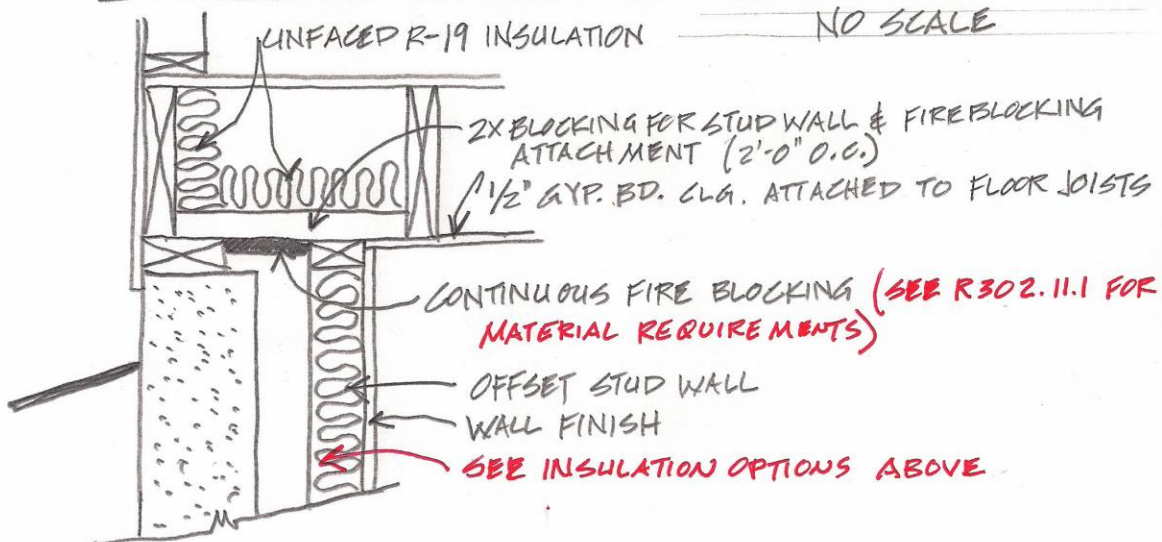 NO SCALE
UNFACED R-19 INSULATION
2X BLOCKING FOR STUD WALL & FIREBLOCKING
ATTACHMENT (2'-0" O.C.)
1/2" GYP. BD. CLG. ATTACHED TO FLOOR JOISTS
CONTINUOUS FIRE BLOCKING (SEE R302.11.1 FOR
MATERIAL REQUIREMENTS)
OFFSET STUD WALL
WALL FINISH
SEE INSULATION OPTIONS ABOVE